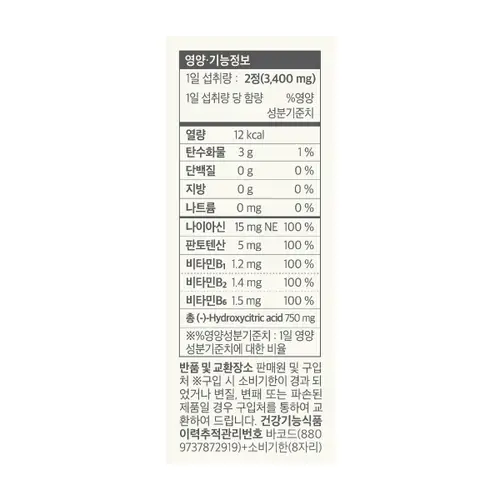 영양·기능정보
1일 섭취량 : 2정(3,400 mg)
1일 섭취량 당 함량 %영양
성분기준치
열량 12 kcal
탄수화물 3 g 1 %
단백질 0 g 0 %
지방 0 g 0 %
나트륨 0 mg 0 %
나이아신 15 mg NE 100 %
판토텐산 5 mg 100 %
비타민B1 1.2 mg 100 %
비타민B2 1.4 mg 100 %
비타민B6 1.5 mg 100 %
총 (-)-Hydroxycitric acid 750 mg
※%영양성분기준치 : 1일 영양
성분기준치에 대한 비율
반품 및 교환장소 판매원 및 구입
처 ※구입 시 소비기한이 경과 되
었거나 변질, 변패 또는 파손된
제품일 경우 구입처를 통하여 교
환하여 드립니다. 건강기능식품
이력추적관리번호 바코드(880
9737872919)+소비기한(8자리)